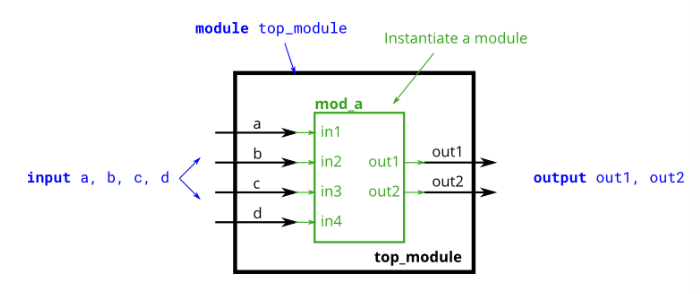 module top_module
Instantiate a module
mod_a
a
in1
b
in2
out1
out1
input a, b, c, d
c
in3
out2
out2
output out1, out2
d
in4
top_module